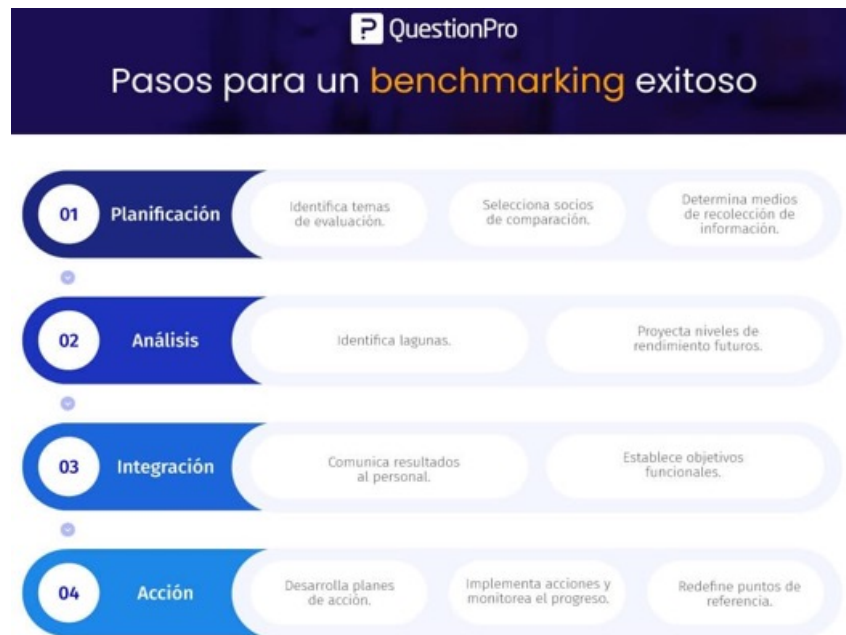 QuestionPro
Pasos para un benchmarking exitoso
01 Planificación
Identifica temas
de evaluación.
Selecciona socios
de comparación.
Determina medios
de recolección de
información.
02 Análisis
Identifica lagunas.
Proyecta niveles de
rendimiento futuros.
03 Integración
Comunica resultados
al personal.
Establece objetivos
funcionales.
04 Acción
Desarrolla planes
de acción.
Implementa acciones y
monitorea el progreso.
Redefine puntos de
referencia.